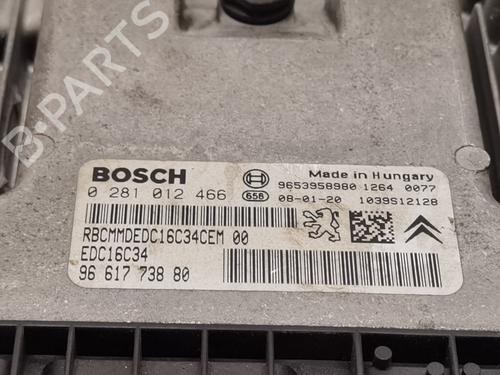 B-PARTS
BOSCH
Made in Hungary
0 281 012 466
658
9653958980 1264 0077
08-01-20 1039S12128
RBCMMDEDC16C34CEM 00
EDC16C34
96 617 738 80